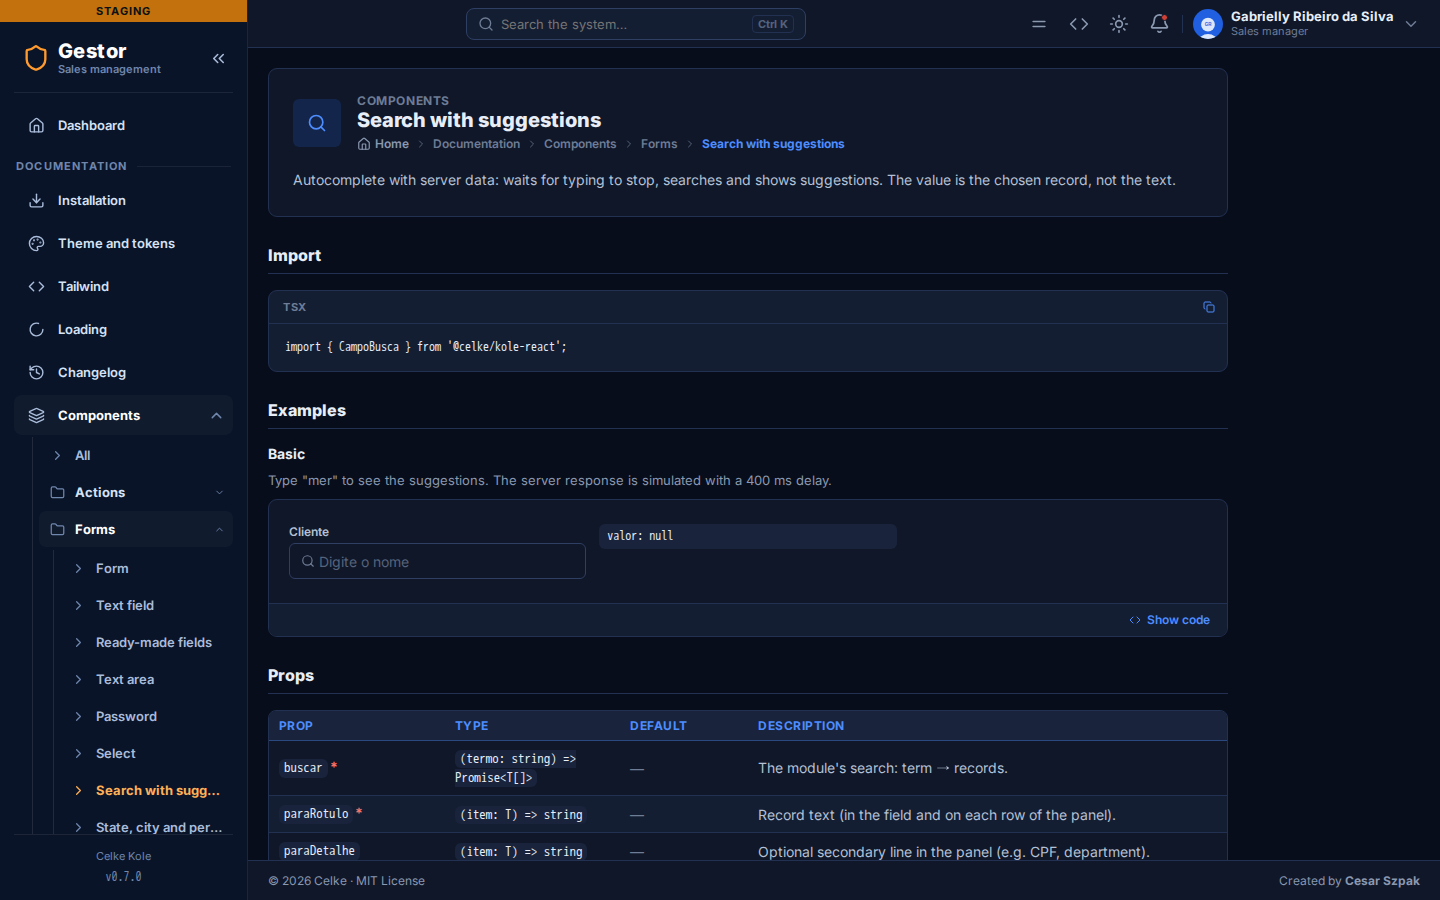 STAGING
Gestor
Sales management
Dashboard
DOCUMENTATION
Installation
Theme and tokens
Tailwind
Loading
Changelog
Components
All
Actions
Forms
Form
Text field
Ready-made fields
Text area
Password
Select
Search with sugg...
State, city and per...
Celke Kole
v0.7.0
Search the system...
Ctrl K
GR
Gabrielly Ribeiro da Silva
Sales manager
COMPONENTS
Search with suggestions
Home > Documentation > Components > Forms > Search with suggestions
Autocomplete with server data: waits for typing to stop, searches and shows suggestions. The value is the chosen record, not the text.
Import
TSX
import { CampoBusca } from '@celke/kole-react';
Examples
Basic
Type "mer" to see the suggestions. The server response is simulated with a 400 ms delay.
Cliente
Digite o nome
valor: null
Show code
Props
PROP TYPE DEFAULT DESCRIPTION
buscar * (termo: string) => Promise<T[]> — The module's search: term → records.
paraRotulo * (item: T) => string — Record text (in the field and on each row of the panel).
paraDetalhe (item: T) => string — Optional secondary line in the panel (e.g. CPF, department).
© 2026 Celke · MIT License
Created by Cesar Szpak